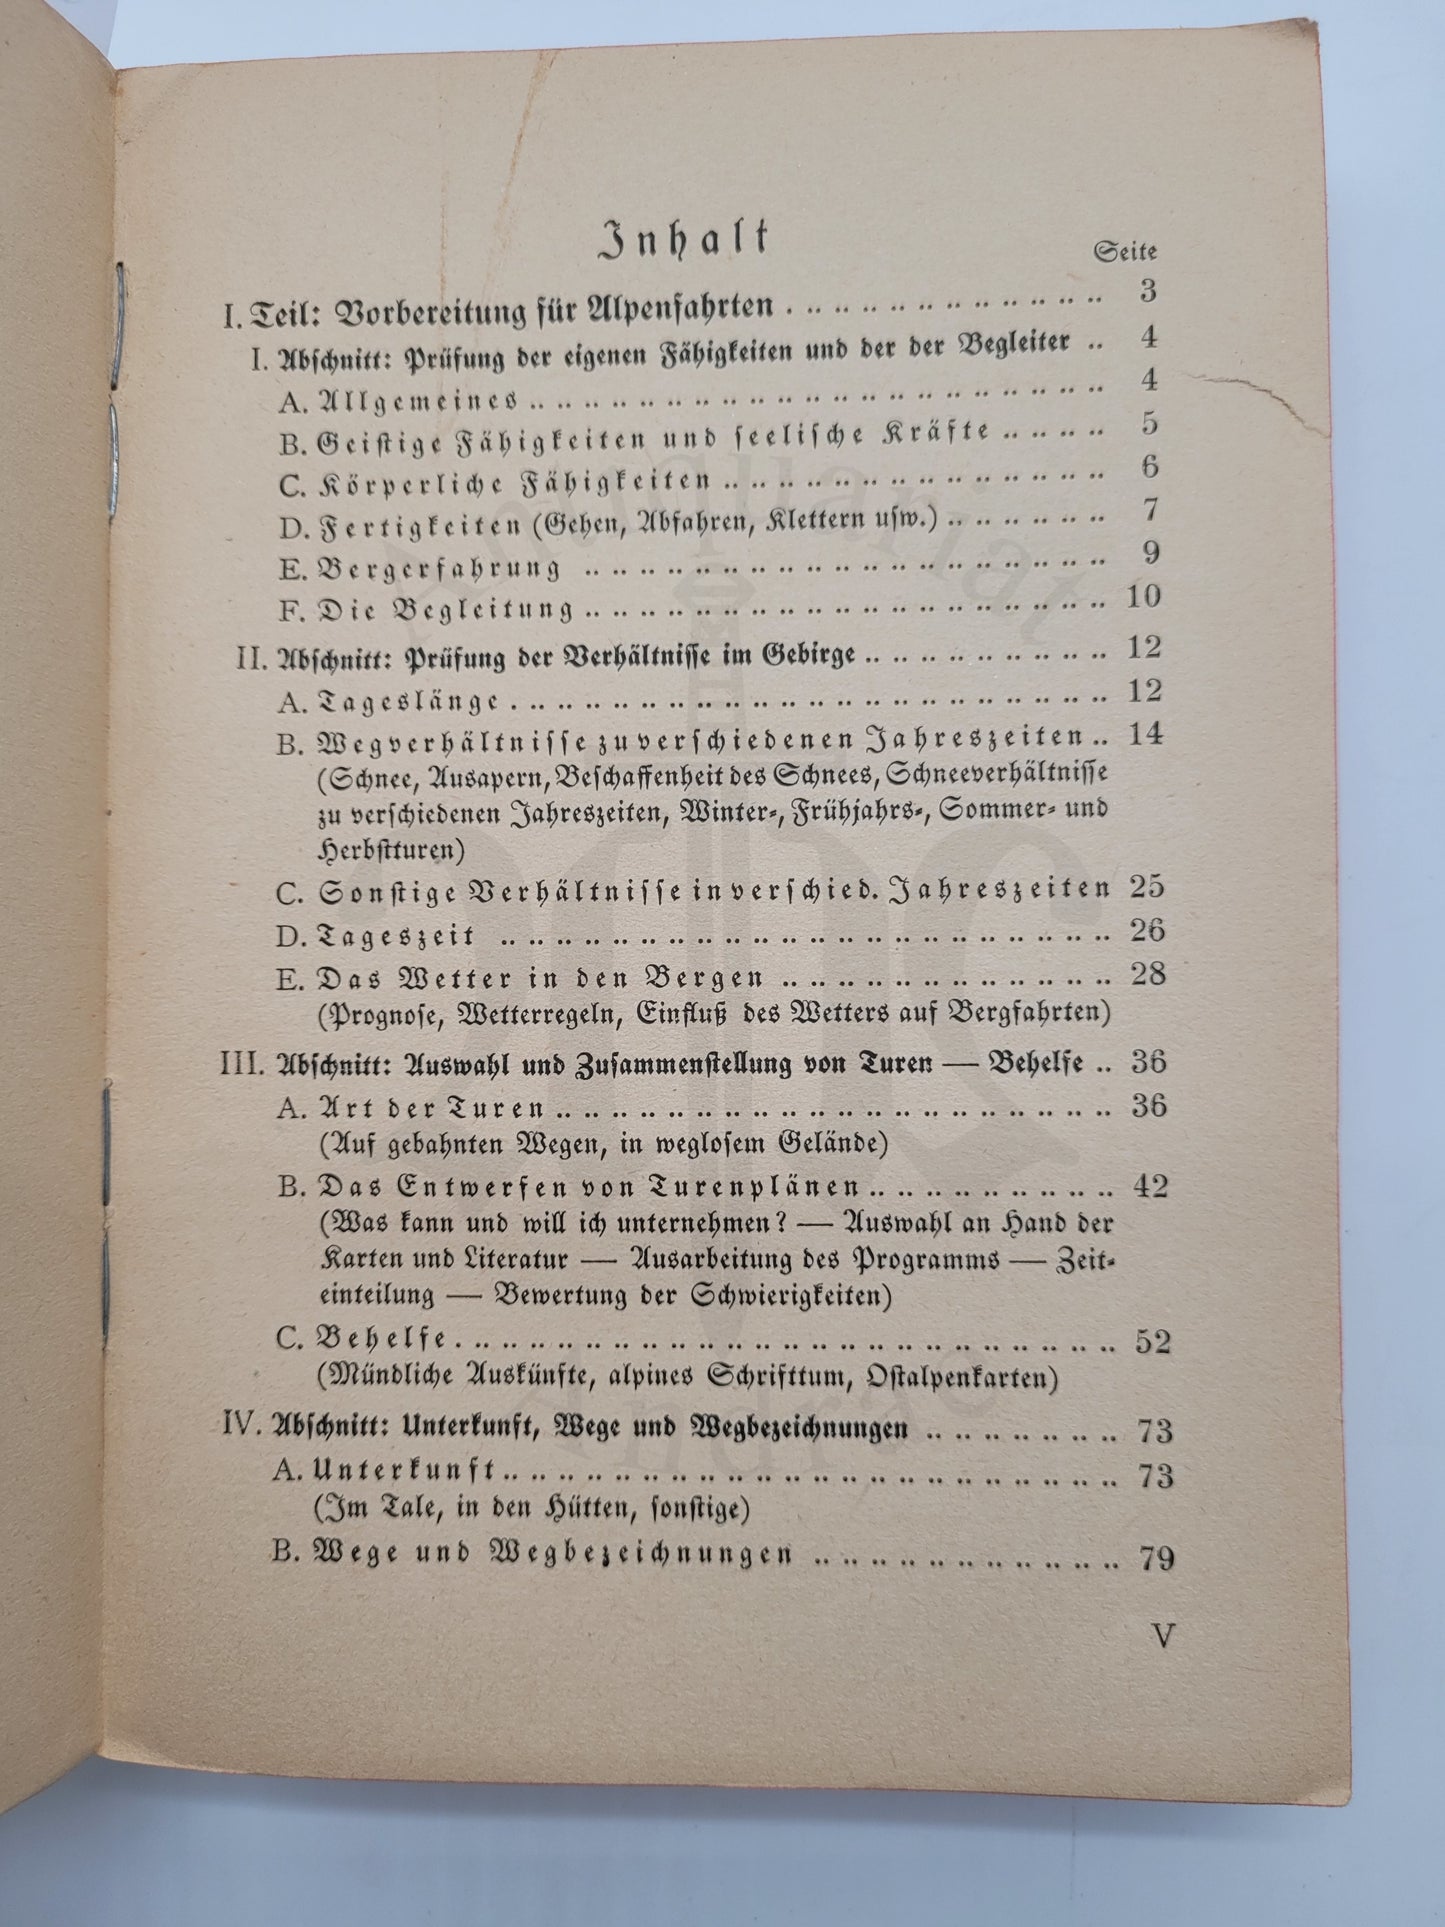 Inhalt
Seite
I. Teil: Vorbereitung für Alpenfahrten . .. .. .. .. .. .. .. .. .. .. .. 3
I. Abschnitt: Prüfung der eigenen Fähigkeiten und der der Begleiter .. 4
A. Allgemeines .. .. .. .. .. .. .. .. .. .. .. .. .. .. .. .. .. .. .. .. .. 4
B. Geistige Fähigkeiten und seelische Kräfte .. .. .. .. 5
C. Körperliche Fähigkeiten .. .. .. .. .. .. .. .. .. .. .. .. .. .. 6
D. Fertigkeiten (Gehen, Abfahren, Klettern usw.) .. .. .. .. .. .. 7
E. Bergerfahrung .. .. .. .. .. .. .. .. .. .. .. .. .. .. .. .. .. .. .. 9
F. Die Begleitung .. .. .. .. .. .. .. .. .. .. .. .. .. .. .. .. .. .. .. 10
II. Abschnitt: Prüfung der Verhältnisse im Gebirge .. .. .. .. .. .. .. .. .. 12
A. Tageslänge . .. .. .. .. .. .. .. .. .. .. .. .. .. .. .. .. .. .. .. .. .. 12
B. Wegverhältnisse zu verschiedenen Jahreszeiten .. 14
(Schnee, Ausapern, Beschaffenheit des Schnees, Schneeverhältnisse
zu verschiedenen Jahreszeiten, Winter-, Frühjahrs-, Sommer- und
Herbstturen)
C. Sonstige Verhältnisse in verschied. Jahreszeiten 25
D. Tageszeit .. .. .. .. .. .. .. .. .. .. .. .. .. .. .. .. .. .. .. .. .. .. 26
E. Das Wetter in den Bergen .. .. .. .. .. .. .. .. .. .. .. .. 28
(Prognose, Wetterregeln, Einfluß des Wetters auf Bergfahrten)
III. Abschnitt: Auswahl und Zusammenstellung von Turen — Behelfe .. 36
A. Art der Turen .. .. .. .. .. .. .. .. .. .. .. .. .. .. .. .. .. .. .. .. 36
(Auf gebahnten Wegen, in weglosem Gelände)
B. Das Entwerfen von Turenplänen .. .. .. .. .. .. .. .. .. 42
(Was kann und will ich unternehmen? — Auswahl an Hand der
Karten und Literatur — Ausarbeitung des Programms — Zeit-
einteilung — Bewertung der Schwierigkeiten)
C. Behelfe . .. .. .. .. .. .. .. .. .. .. .. .. .. .. .. .. .. .. .. .. .. .. .. 52
(Mündliche Auskünfte, alpines Schrifttum, Ostalpenkarten)
IV. Abschnitt: Unterkunft, Wege und Wegbezeichnungen .. .. .. .. .. .. .. 73
A. Unterkunft .. .. .. .. .. .. .. .. .. .. .. .. .. .. .. .. .. .. .. .. .. .. 73
(Im Tale, in den Hütten, sonstige)
B. Wege und Wegbezeichnungen .. .. .. .. .. .. .. .. .. .. .. 79
V